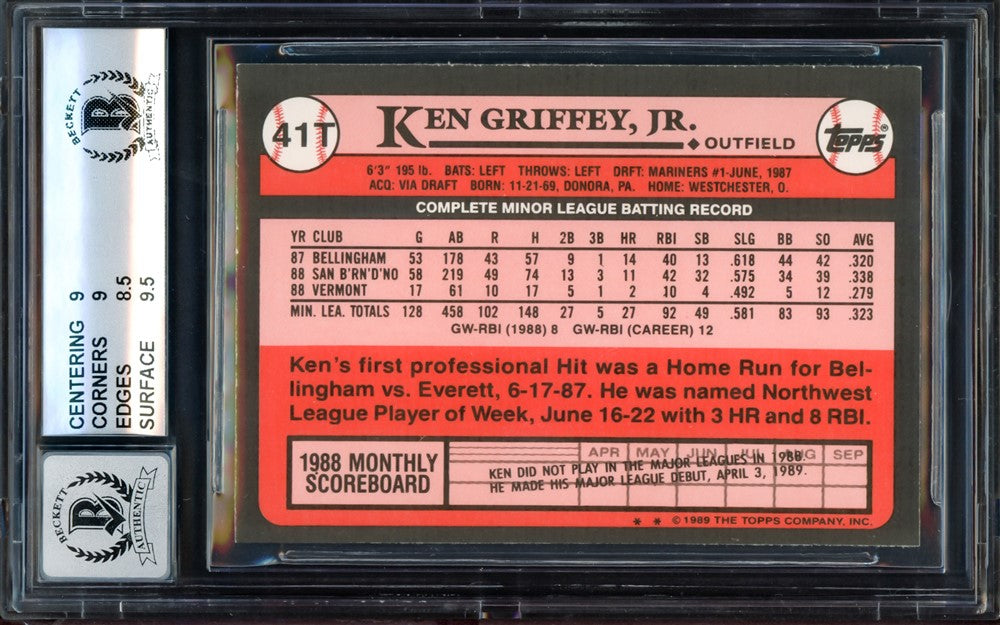 BECKETT
B
AUTHENTIC
CENTERING 9
CORNERS 9
EDGES 8.5
SURFACE 9.5
BECKETT
B
AUTHENTIC
41T
KEN GRIFFEY, JR.
OUTFIELD
topps®
6'3" 195 lb. BATS: LEFT THROWS: LEFT DRFT: MARINERS #1-JUNE, 1987
ACQ: VIA DRAFT BORN: 11-21-69, DONORA, PA. HOME: WESTCHESTER, O.
COMPLETE MINOR LEAGUE BATTING RECORD
YR CLUB G AB R H 2B 3B HR RBI SB SLG BB SO AVG
87 BELLINGHAM 53 178 43 57 9 1 14 40 13 .618 44 42 .320
88 SAN B'RN'D'NO 58 219 49 74 13 3 11 42 32 .575 34 39 .338
88 VERMONT 17 61 10 17 5 1 2 10 4 .492 5 12 .279
MIN. LEA. TOTALS 128 458 102 148 27 5 27 92 49 .581 83 93 .323
GW-RBI (1988) 8 GW-RBI (CAREER) 12
Ken's first professional Hit was a Home Run for Bel-
lingham vs. Everett, 6-17-87. He was named Northwest
League Player of Week, June 16-22 with 3 HR and 8 RBI.
1988 MONTHLY
SCOREBOARD
APR MAY JUN JUL AUG SEP
KEN DID NOT PLAY IN THE MAJOR LEAGUES IN 1988.
HE MADE HIS MAJOR LEAGUE DEBUT, APRIL 3, 1989.
* * © 1989 THE TOPPS COMPANY, INC.